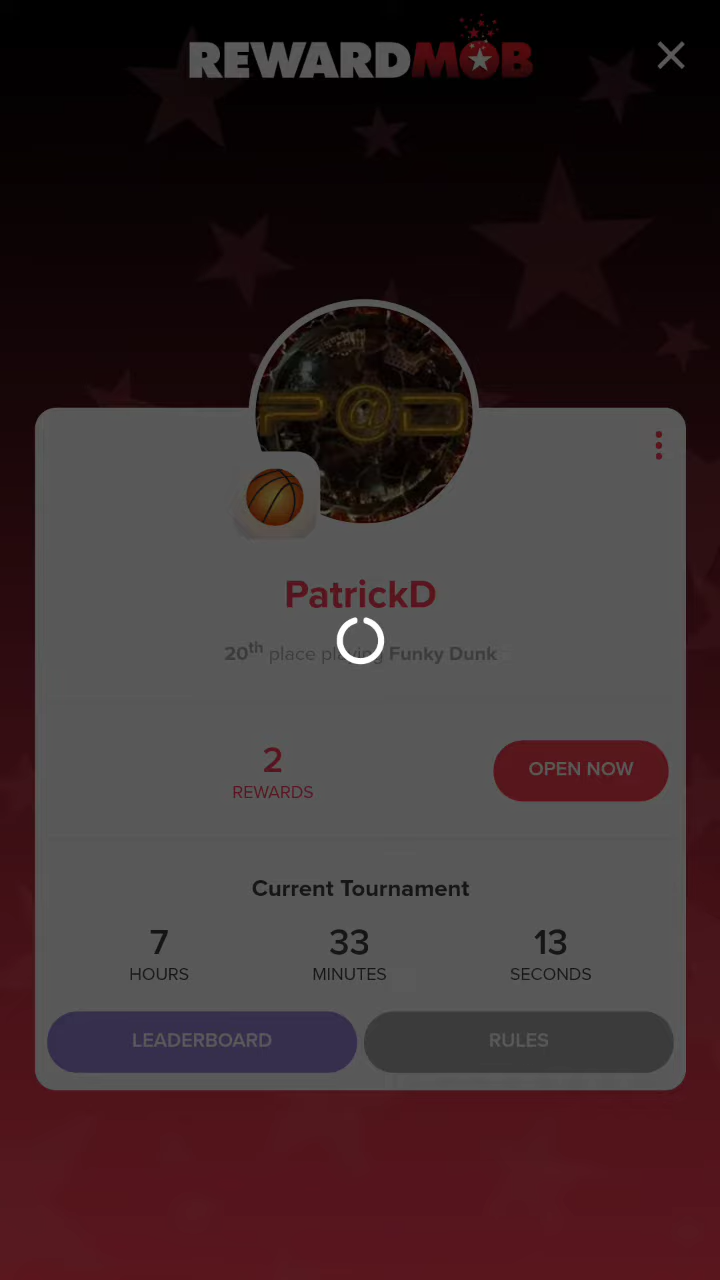 REWARDMOB
P@D
PatrickD
20th place playing Funky Dunk
2
REWARDS
OPEN NOW
Current Tournament
7 33 13
HOURS MINUTES SECONDS
LEADERBOARD RULES